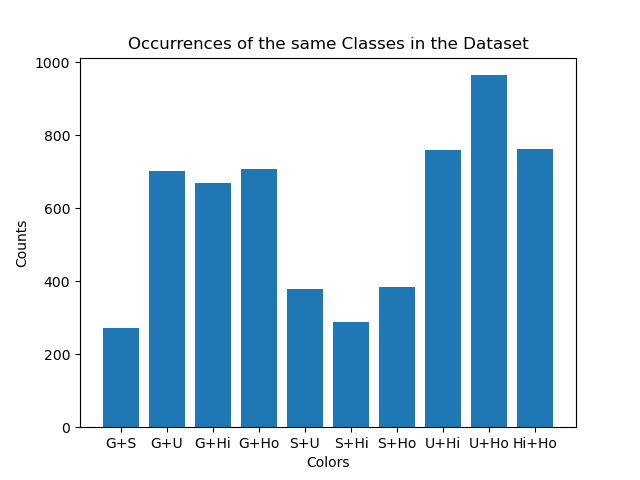 Occurrences of the same Classes in the Dataset
1000
800
600
400
200
0
Counts
G+S G+U G+Hi G+Ho S+U S+Hi S+Ho U+Hi U+Ho Hi+Ho
Colors